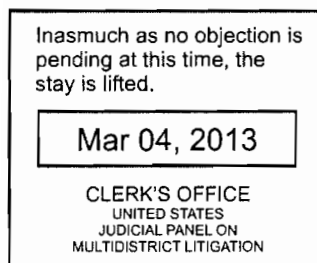 Inasmuch as no objection is
pending at this time, the
stay is lifted.
Mar 04, 2013
CLERK'S OFFICE
UNITED STATES
JUDICIAL PANEL ON
MULTIDISTRICT LITIGATION